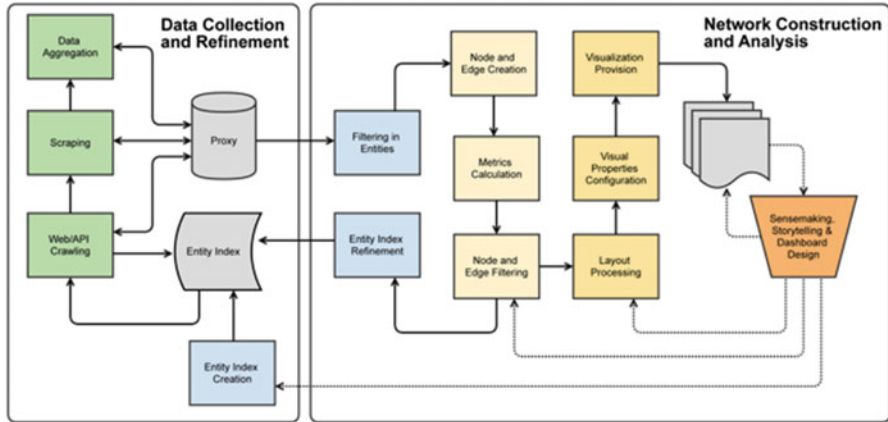 Data Collection
and Refinement
Data
Aggregation
Scraping
Web/API
Crawling
Proxy
Entity Index
Entity Index
Creation
Network Construction
and Analysis
Filtering in
Entities
Entity Index
Refinement
Node and
Edge Creation
Metrics
Calculation
Node and
Edge Filtering
Visualization
Provision
Visual
Properties
Configuration
Layout
Processing
Sensemaking,
Storytelling &
Dashboard
Design